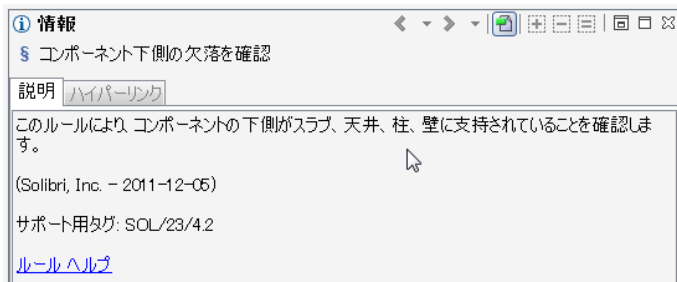 情報
§ コンポーネント下側の欠落を確認
説明 ハイパーリンク
このルールにより、コンポーネントの下側がスラブ、天井、柱、壁に支持されていることを確認しま
す。
(Solibri, Inc. - 2011-12-05)
サポート用タグ: SOL/23/4.2
ルール ヘルプ